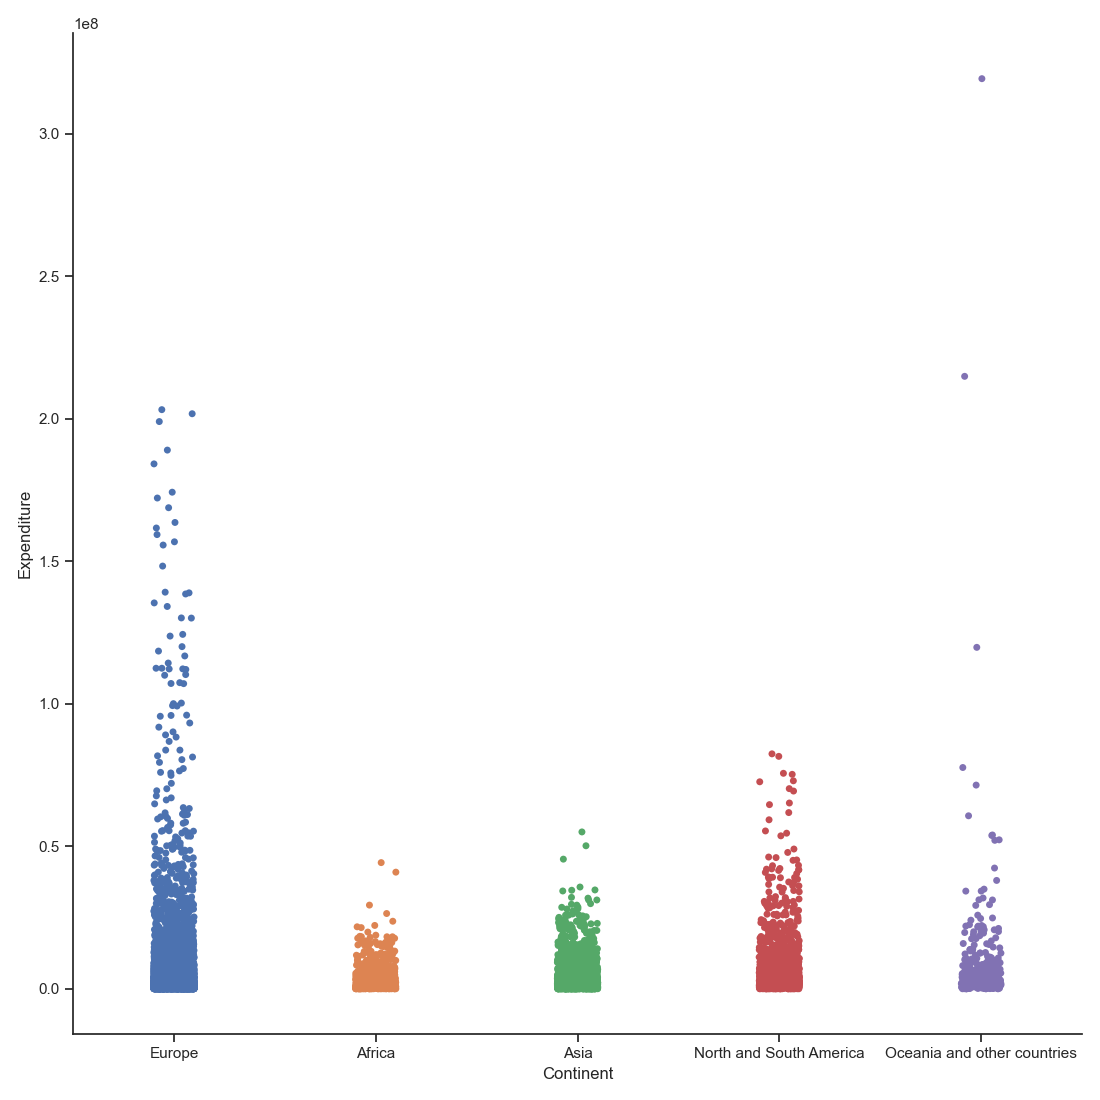 1e8
3.0
2.5
2.0
1.5
1.0
0.5
0.0
Expenditure
Europe
Africa
Asia
North and South America
Oceania and other countries
Continent